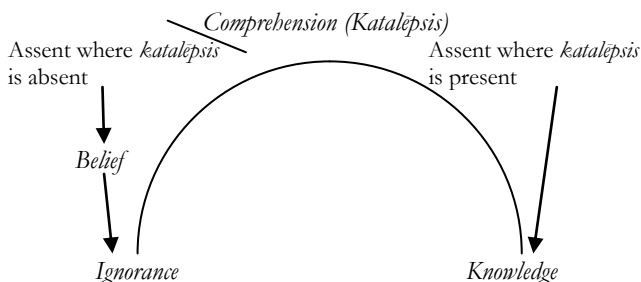 Comprehension (Katalēpsis)
Assent where katalēpsis
is absent
Assent where katalēpsis
is present
Belief
Ignorance
Knowledge